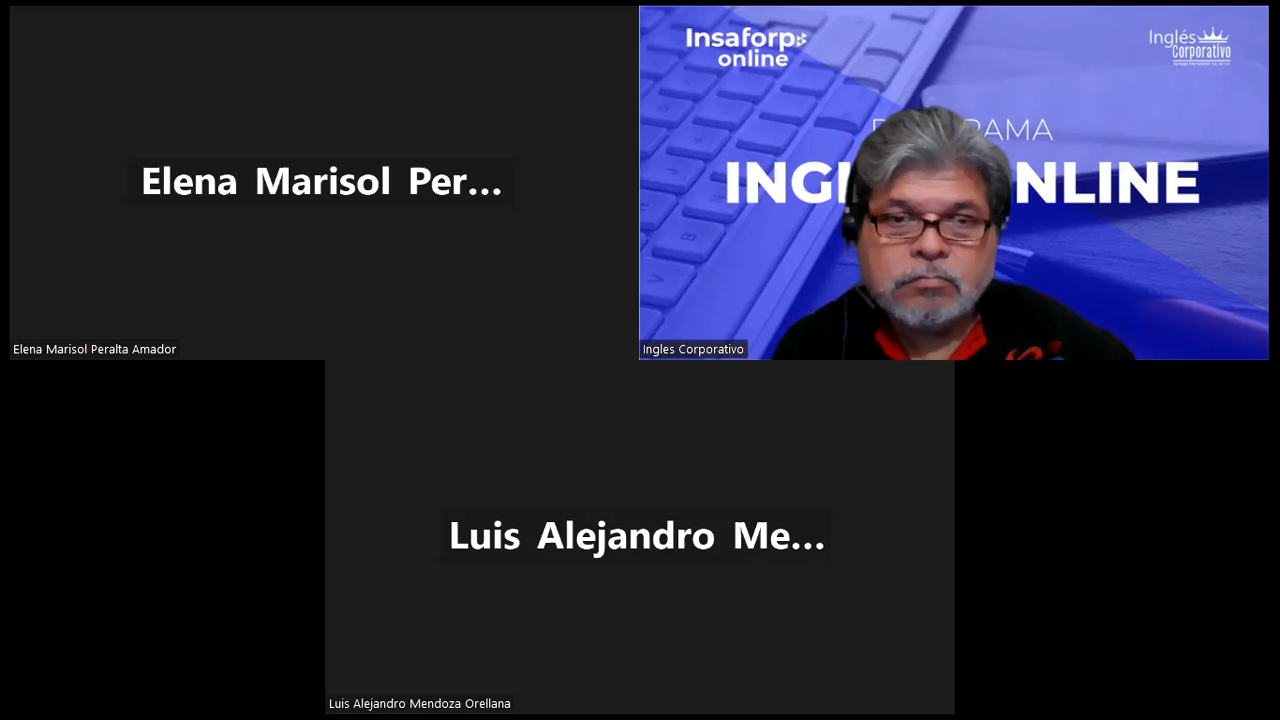 Elena Marisol Per...
Elena Marisol Peralta Amador
Insaforp
online
Inglés
Corporativo
RAMA
INGL NLINE
Ingles Corporativo
Luis Alejandro Me...
Luis Alejandro Mendoza Orellana